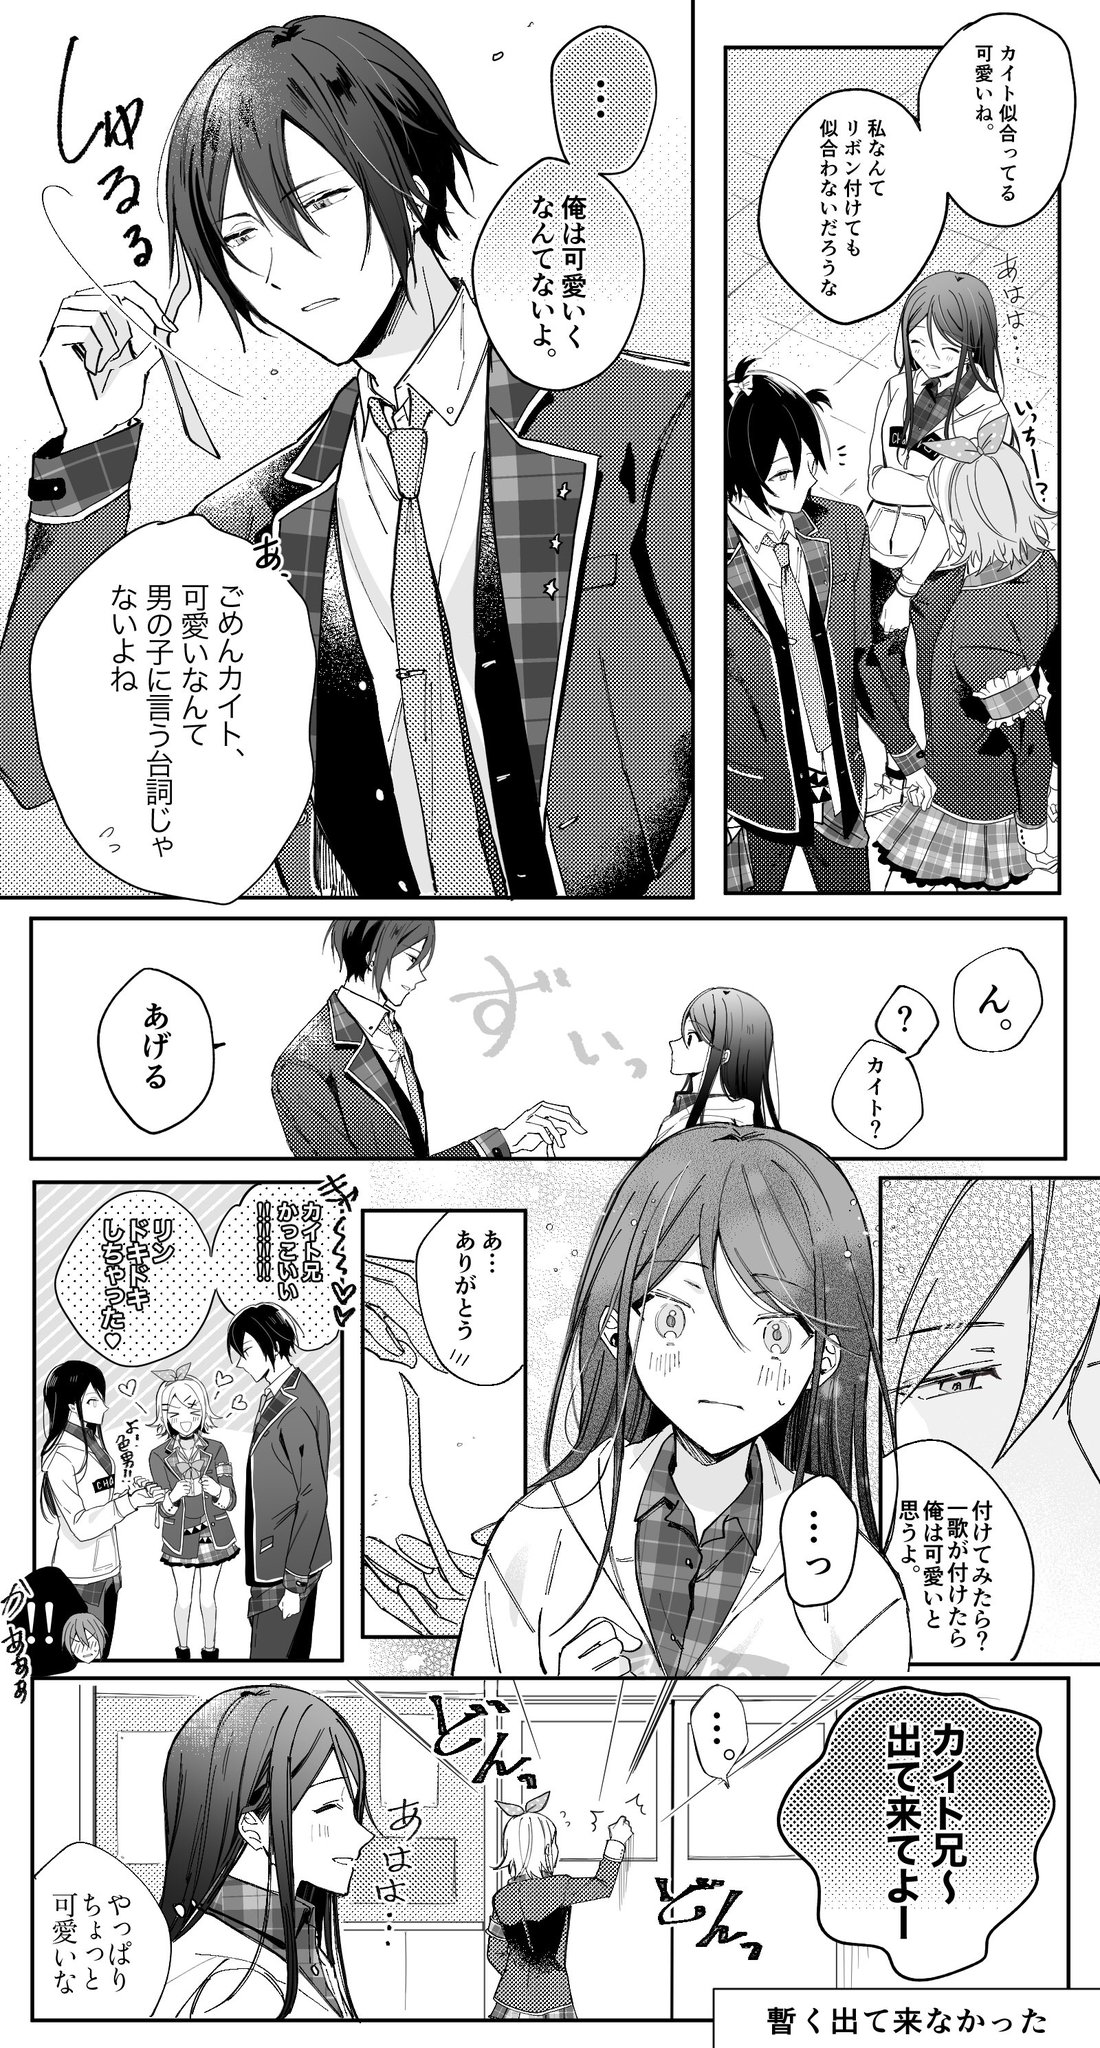 カイト似合ってる
可愛いね。
私なんて
リボン付けても
似合わないだろうな
あはは…
いっちー?
…
俺は可愛いく
なんてないよ。
しゅるる
あ、
ごめんカイト、
可愛いなんて
男の子に言う台詞じゃ
ないよね
ん。
?
カイト?
ずいっ
あげる
付けてみたら?
一歌が付けたら
俺は可愛いと
思うよ。
…っ
あ…
ありがとう
カイト兄
かっこいい
!!!!!!!!!!
リン
ドキドキ
しちゃった♡
よ!色男!!
かぁぁぁ
!!
カイト兄〜
出て来てよー
…。
どんっ
どんっ
あはは…
やっぱり
ちょっと
可愛いな
暫く出て来なかった